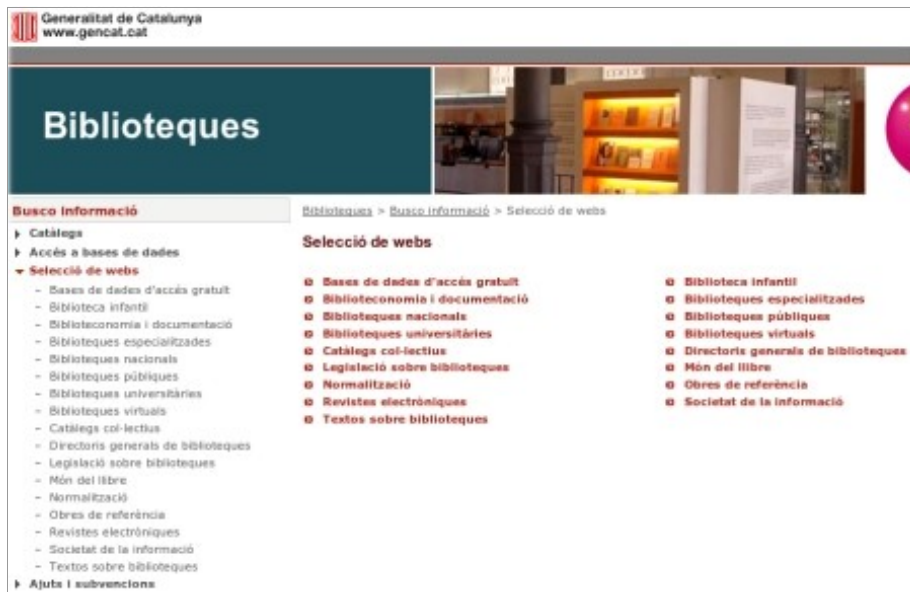 Generalitat de Catalunya
www.gencat.cat
Biblioteques
Busco Informació
Catàlegs
Accés a bases de dades
Selecció de webs
- Bases de dades d'accés gratuït
- Biblioteca infantil
- Biblioteconomia i documentació
- Biblioteques especialitzades
- Biblioteques nacionals
- Biblioteques públiques
- Biblioteques universitàries
- Biblioteques virtuals
- Catàlegs col·lectius
- Directoris generals de biblioteques
- Legislació sobre biblioteques
- Món del llibre
- Normalització
- Obres de referència
- Revistes electròniques
- Societat de la informació
- Textos sobre biblioteques
Ajuts i subvencions
Biblioteques > Busco informació > Selecció de webs
Selecció de webs
Bases de dades d'accés gratuït
Biblioteconomia i documentació
Biblioteques nacionals
Biblioteques universitàries
Catàlegs col·lectius
Legislació sobre biblioteques
Normalització
Revistes electròniques
Textos sobre biblioteques
Biblioteca infantil
Biblioteques especialitzades
Biblioteques públiques
Biblioteques virtuals
Directoris generals de biblioteques
Món del llibre
Obres de referència
Societat de la informació